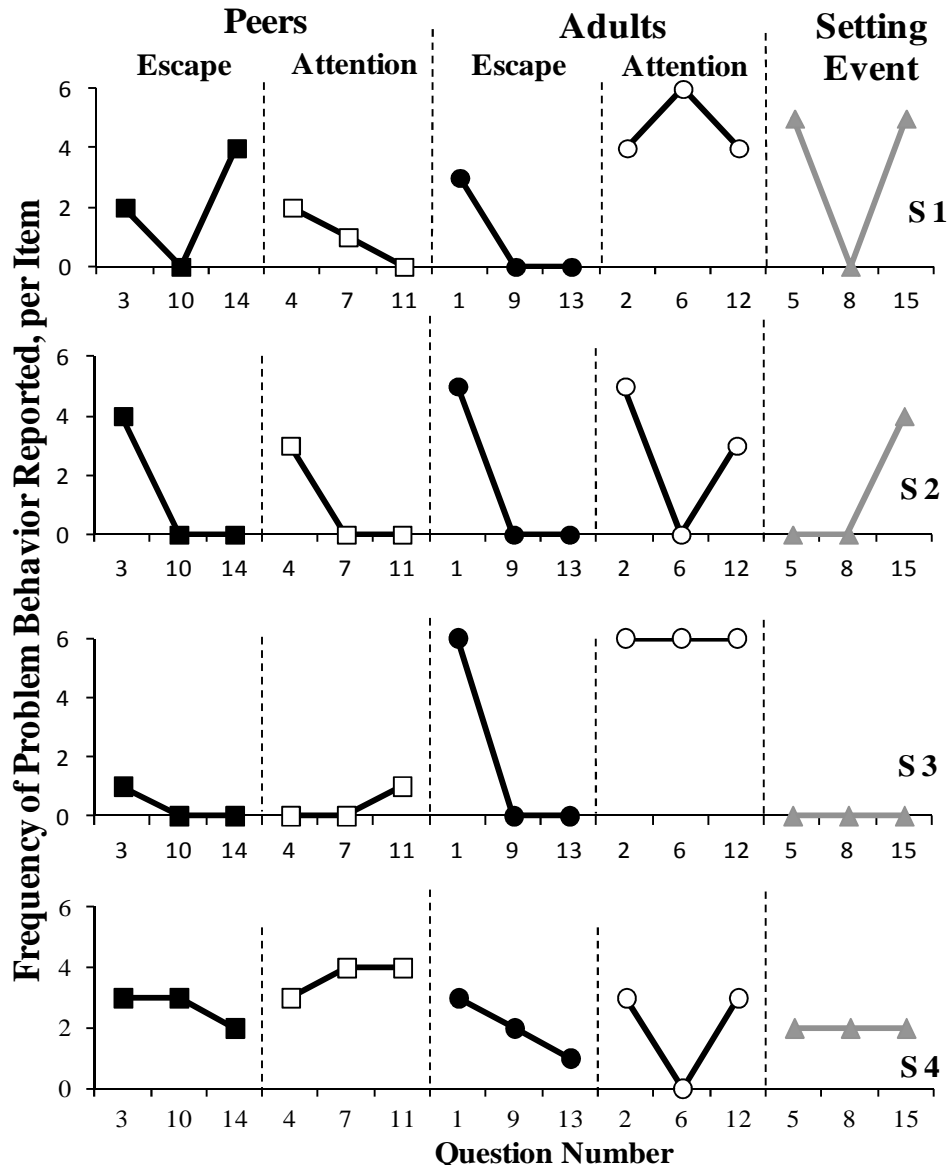 Peers Adults Setting Event
Escape Attention Escape Attention
Frequency of Problem Behavior Reported, per Item
6
4
2
0
S 1
3 10 14 4 7 11 1 9 13 2 6 12 5 8 15
6
4
2
0
S 2
3 10 14 4 7 11 1 9 13 2 6 12 5 8 15
6
4
2
0
S 3
3 10 14 4 7 11 1 9 13 2 6 12 5 8 15
6
4
2
0
S 4
3 10 14 4 7 11 1 9 13 2 6 12 5 8 15
Question Number